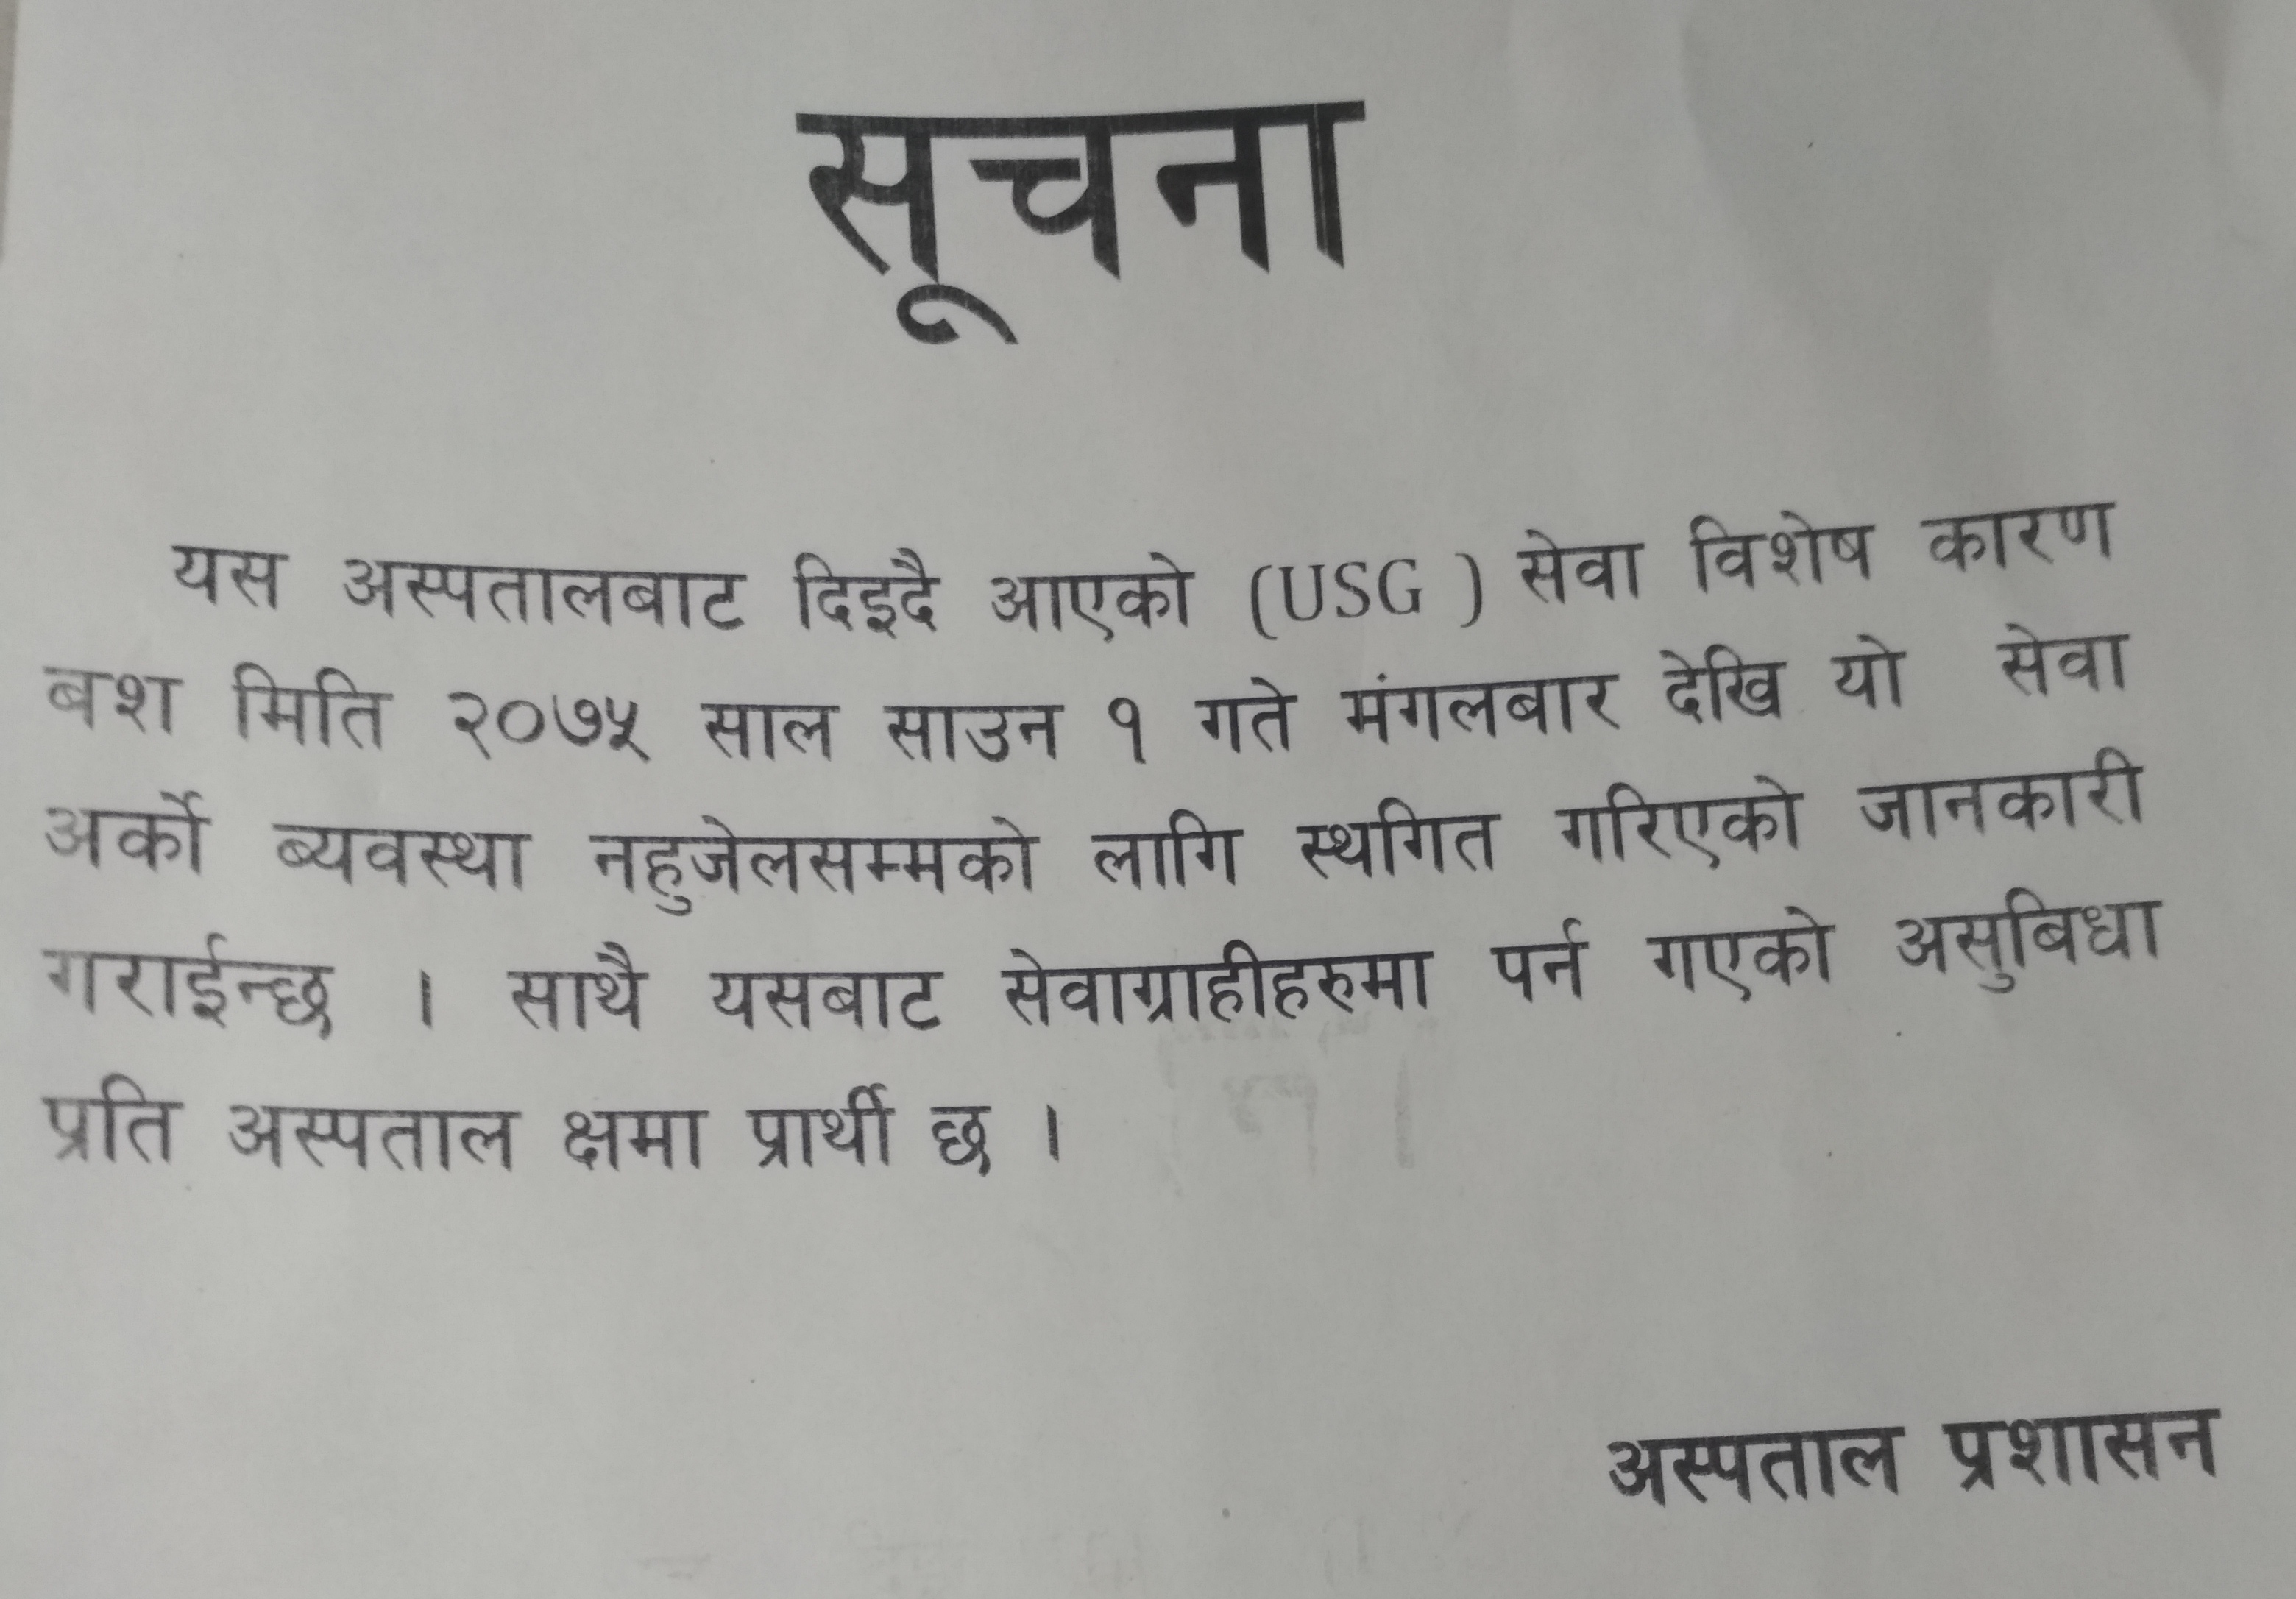 सूचना
यस अस्पतालबाट दिइदै आएको (USG ) सेवा विशेष कारण
बश मिति २०७५ साल साउन १ गते मंगलबार देखि यो सेवा
अर्को ब्यवस्था नहुजेलसम्मको लागि स्थगित गरिएको जानकारी
गराईन्छ । साथै यसबाट सेवाग्राहीहरुमा पर्न गएको असुबिधा
प्रति अस्पताल क्षमा प्रार्थी छ ।
अस्पताल प्रशासन